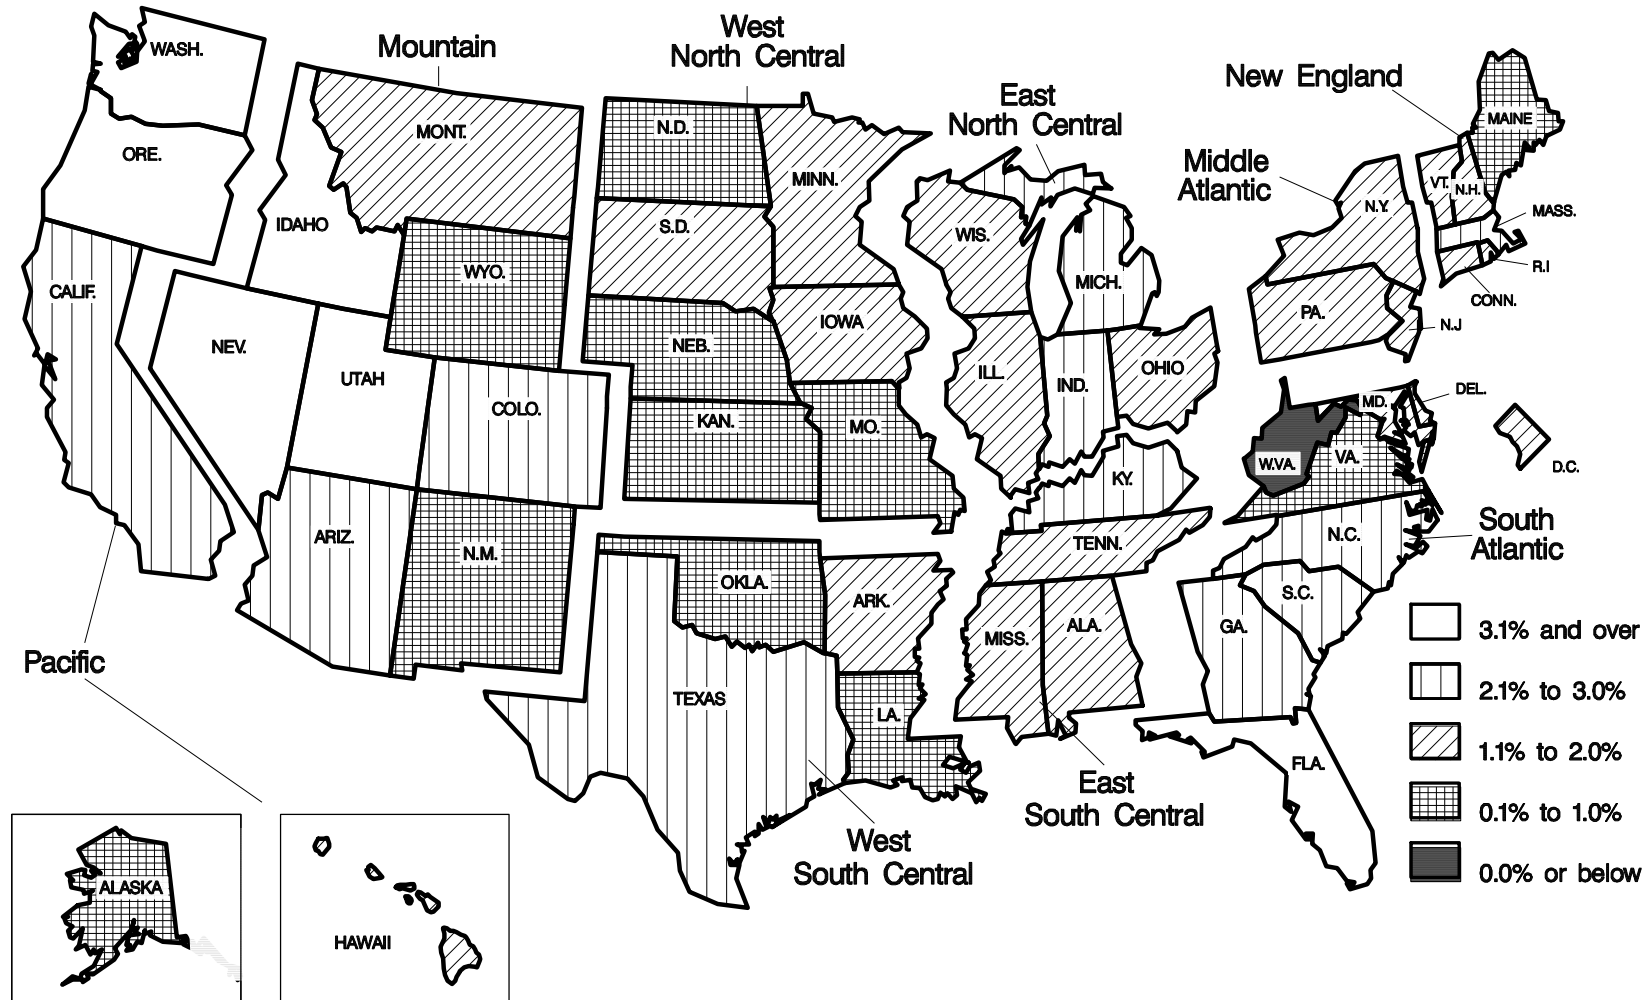 WASH.
Mountain
West
North Central
East
North Central
New England
MAINE
MONT.
N.D.
ORE.
Middle
Atlantic
MINN.
VT.
N.H.
IDAHO
S.D.
N.Y.
MASS.
WIS.
R.I
WYO.
MICH.
CALIF.
CONN.
PA.
N.J
IOWA
NEV.
NEB.
UTAH
ILL.
IND.
OHIO
COLO.
MD.
DEL.
KAN.
MO.
W.VA.
VA.
D.C.
KY.
South
Atlantic
ARIZ.
N.C.
TENN.
N.M.
OKLA.
ARK.
S.C.
MISS.
ALA.
GA.
3.1% and over
Pacific
2.1% to 3.0%
TEXAS
LA.
1.1% to 2.0%
FLA.
East
South Central
0.1% to 1.0%
West
South Central
0.0% or below
ALASKA
HAWAII